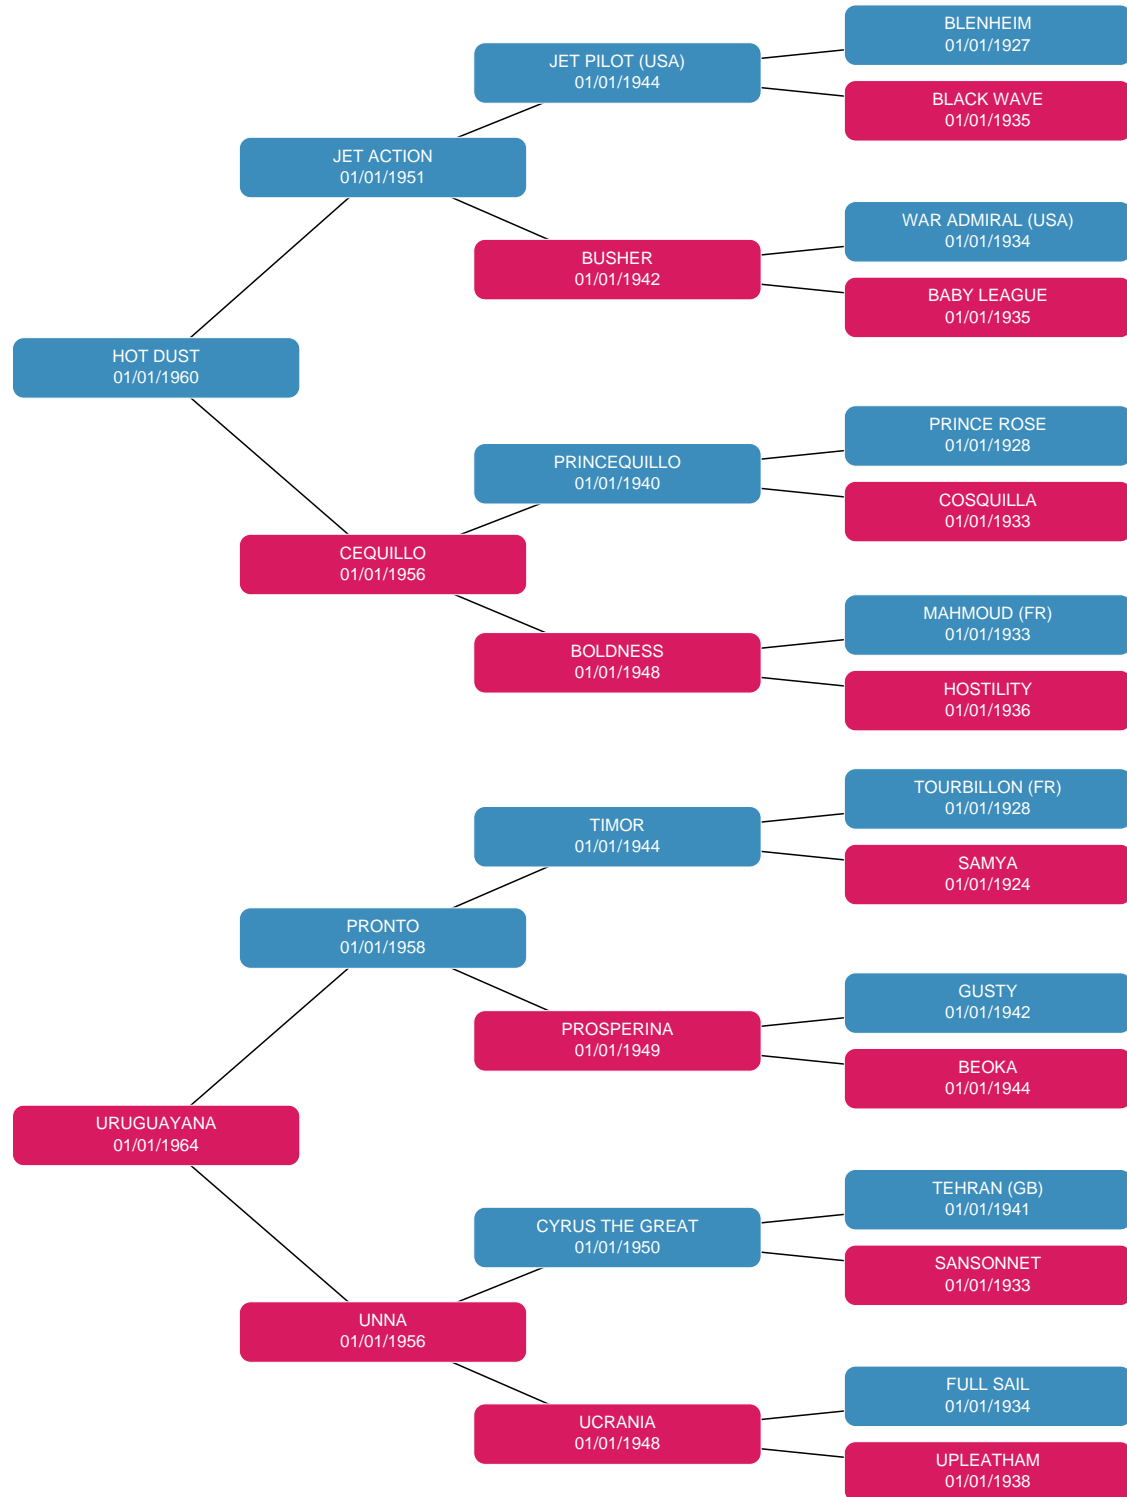 BLENHEIM
01/01/1927
JET PILOT (USA)
01/01/1944
BLACK WAVE
01/01/1935
JET ACTION
01/01/1951
WAR ADMIRAL (USA)
01/01/1934
BUSHER
01/01/1942
BABY LEAGUE
01/01/1935
HOT DUST
01/01/1960
PRINCE ROSE
01/01/1928
PRINCEQUILLO
01/01/1940
COSQUILLA
01/01/1933
CEQUILLO
01/01/1956
MAHMOUD (FR)
01/01/1933
BOLDNESS
01/01/1948
HOSTILITY
01/01/1936
TOURBILLON (FR)
01/01/1928
TIMOR
01/01/1944
SAMYA
01/01/1924
PRONTO
01/01/1958
GUSTY
01/01/1942
PROSPERINA
01/01/1949
BEOKA
01/01/1944
URUGUAYANA
01/01/1964
TEHRAN (GB)
01/01/1941
CYRUS THE GREAT
01/01/1950
SANSONNET
01/01/1933
UNNA
01/01/1956
FULL SAIL
01/01/1934
UCRANIA
01/01/1948
UPLEATHAM
01/01/1938